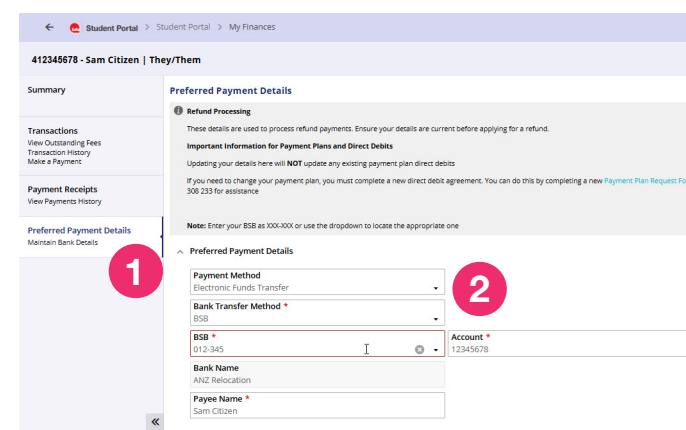 Student Portal > Student Portal > My Finances
412345678 - Sam Citizen | They/Them
Summary
Transactions
View Outstanding Fees
Transaction History
Make a Payment
Payment Receipts
View Payments History
Preferred Payment Details
Maintain Bank Details
1
Preferred Payment Details
Refund Processing
These details are used to process refund payments. Ensure your details are current before applying for a refund.
Important Information for Payment Plans and Direct Debits
Updating your details here will NOT update any existing payment plan direct debits
If you need to change your payment plan, you must complete a new direct debit agreement. You can do this by completing a new Payment Plan Request Fo
308 233 for assistance
Note: Enter your BSB as XXX-XXX or use the dropdown to locate the appropriate one
Preferred Payment Details
Payment Method
Electronic Funds Transfer
2
Bank Transfer Method *
BSB
BSB *
012-345
Account *
12345678
Bank Name
ANZ Relocation
Payee Name *
Sam Citizen